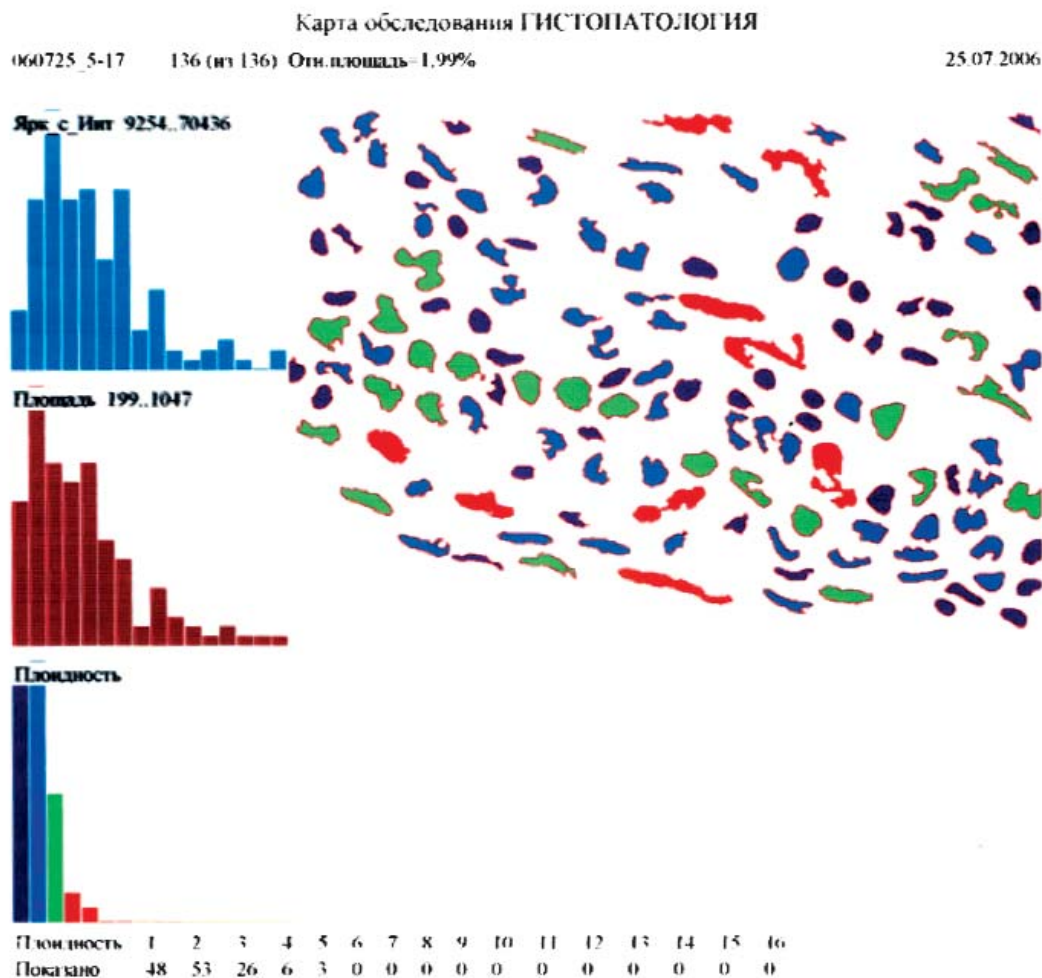 Карта обследования ГИСТОПАТОЛОГИЯ
060725_5-17 136 (из 136) Отн.площадь=1,99% 25.07.2006
Ярк_с_Инт 9254..70436
Площадь 199..1047
Плоидность
Плоидность 1 2 3 4 5 6 7 8 9 10 11 12 13 14 15 16
Показано 48 53 26 6 3 0 0 0 0 0 0 0 0 0 0 0